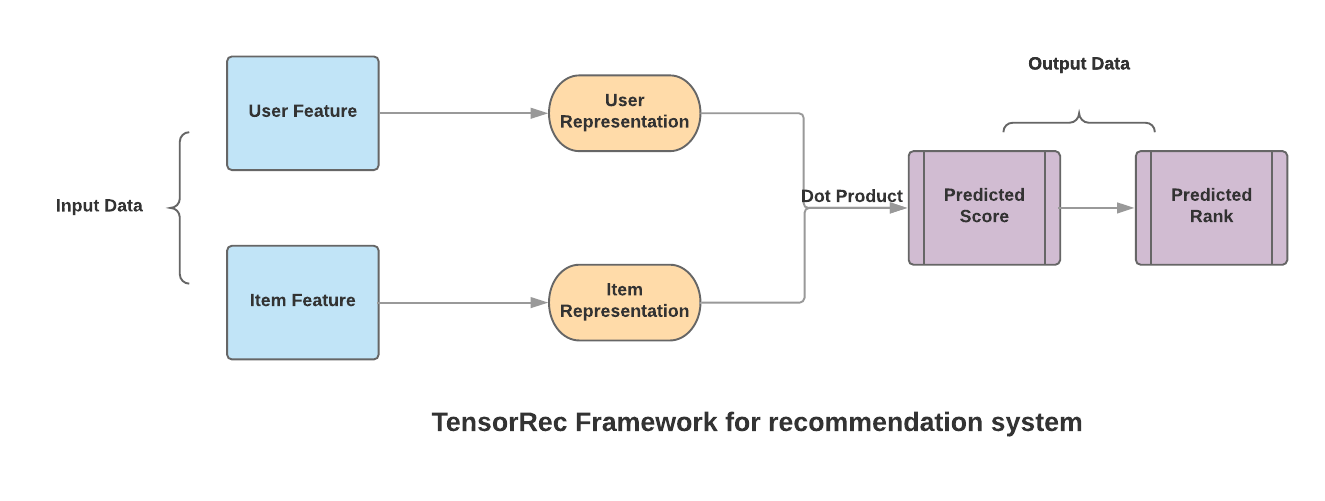 Output Data
User Feature
User
Representation
Input Data
Dot Product
Predicted
Score
Predicted
Rank
Item Feature
Item
Representation
TensorRec Framework for recommendation system